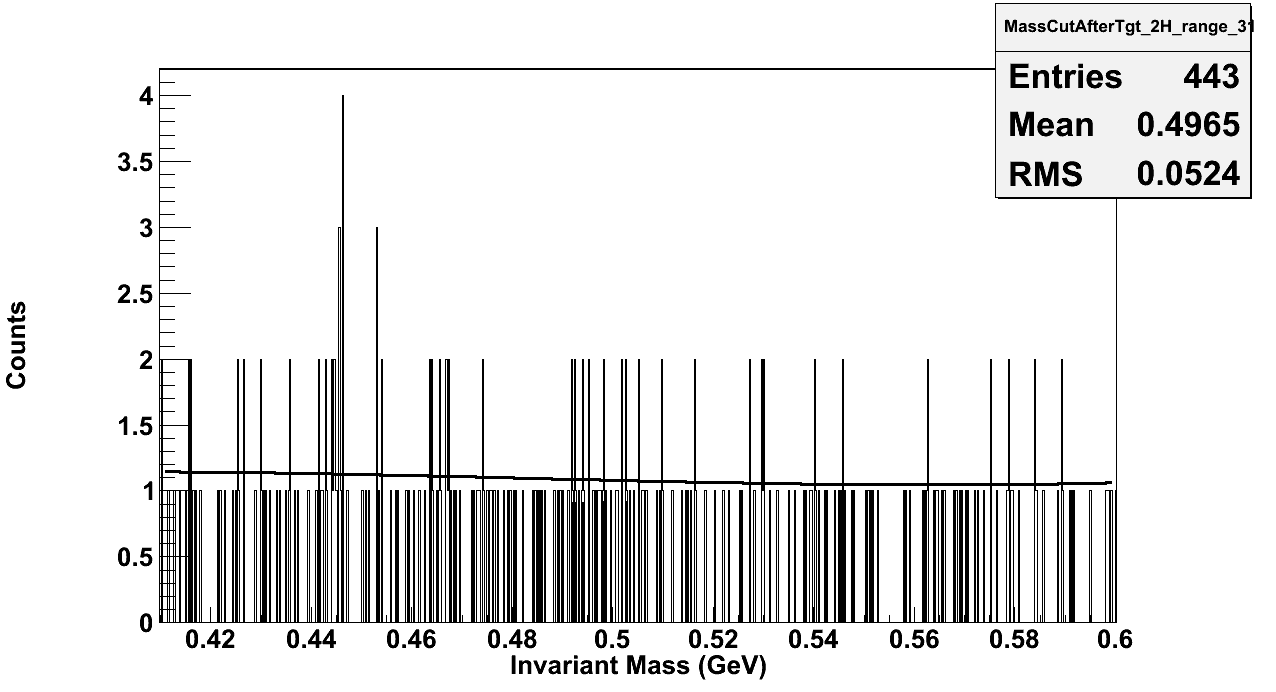 MassCutAfterTgt_2H_range_31
Entries 443
Mean 0.4965
RMS 0.0524
4
3.5
3
2.5
2
1.5
1
0.5
0
Counts
0.42 0.44 0.46 0.48 0.5 0.52 0.54 0.56 0.58 0.6
Invariant Mass (GeV)